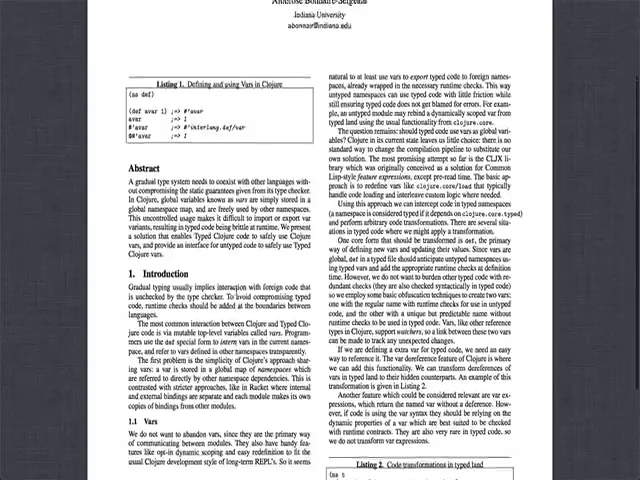 Ambrose Bonnaire-Sergeant
Indiana University
abonnair@indiana.edu
Listing 1. Defining and using Vars in Clojure
(ns def)
(def avar 1) ;=> #'avar
avar ;=> 1
#'avar ;=> #'interlang.def/var
@#'avar ;=> 1
Abstract
A gradual type system needs to coexist with other languages with-
out compromising the static guarantees given from its type checker.
In Clojure, global variables known as vars are simply stored in a
global namespace map, and are freely used by other namespaces.
This uncontrolled usage makes it difficult to import or export var
invariants, resulting in typed code being brittle at runtime. We pres-
ent a solution that enables Typed Clojure code to safely use Clojure
vars, and provide an interface for untyped code to safely use Typed
Clojure vars.
1. Introduction
Gradual typing usually implies interaction with foreign code that
is unchecked by the type checker. To avoid compromising typed
code, runtime checks should be added at the boundaries between
languages.
The most common interaction between Clojure and Typed Clo-
jure code is via mutable top-level variables called vars. Program-
mers use the def special form to intern vars in the current names-
pace, and refer to vars defined in other namespaces transparently.
The first problem is the simplicity of Clojure's approach shar-
ing vars: a var is stored in a global map of namespaces which
are referred directly by other namespace dependencies. This is
contrasted with stricter approaches, like in Racket where internal
and external bindings are separate and each module makes its own
copies of bindings from other modules.
1.1 Vars
We do not want to abandon vars, since they are the primary way
of communicating between modules. They also have handy fea-
tures like opt-in dynamic scoping and easy redefinition to fit the
usual Clojure development style of long-term REPL's. So it seems
natural to at least use vars to export typed code to foreign names-
paces, already wrapped in the necessary runtime checks. This way
untyped namespaces can use typed code with little friction while
still ensuring typed code does not get blamed for errors. For exam-
ple, an untyped module may rebind a dynamically scoped var from
typed land using the usual functionality from clojure.core.
The question remains: should typed code use vars as global vari-
ables? Clojure in its current state leaves us little choice: there is no
standard way to change the compilation pipeline to substitute our
own solution. The most promising attempt so far is the CLJX li-
brary which was originally conceived as a solution for Common
Lisp-style feature expressions, except pre-read time. The basic ap-
proach is to redefine vars like clojure.core/load that typically
handle code loading and interleave custom logic where needed.
Using this approach we can intercept code in typed namespaces
(a namespace is considered typed if it depends on clojure.core.typed)
and perform arbitrary code transformations. There are several situ-
ations in typed code where we might apply a transformation.
One core form that should be transformed is def, the primary
way of defining new vars and updating their values. Since vars are
global, def in a typed file should anticipate untyped namespaces us-
ing typed vars and add the appropriate runtime checks at definition
time. However, we do not want to burden other typed code with re-
dundant checks (they are also checked syntactically in typed code)
so we employ some basic obfuscation techniques to create two vars:
one with the regular name with runtime checks for use in untyped
code, and the other with a unique but predictable name without
runtime checks to be used in typed code. Vars, like other reference
types in Clojure, support watchers, so a link between these two vars
can be made to track any unexpected changes.
If we are defining a extra var for typed code, we need an easy
way to reference it. The var dereference feature of Clojure is where
we can add this functionality. We can transform dereferences of
vars in typed land to their hidden counterparts. An example of this
transformation is given in Listing 2.
Another feature which could be considered relevant are var ex-
pressions, which return the named var without a deference. How-
ever, if code is using the var syntax they should be relying on the
dynamic properties of a var which are best suited to be checked
with runtime contracts. They are also very rare in typed code, so
we do not transform var expressions.
Listing 2. Code transformations in typed land
(ns t